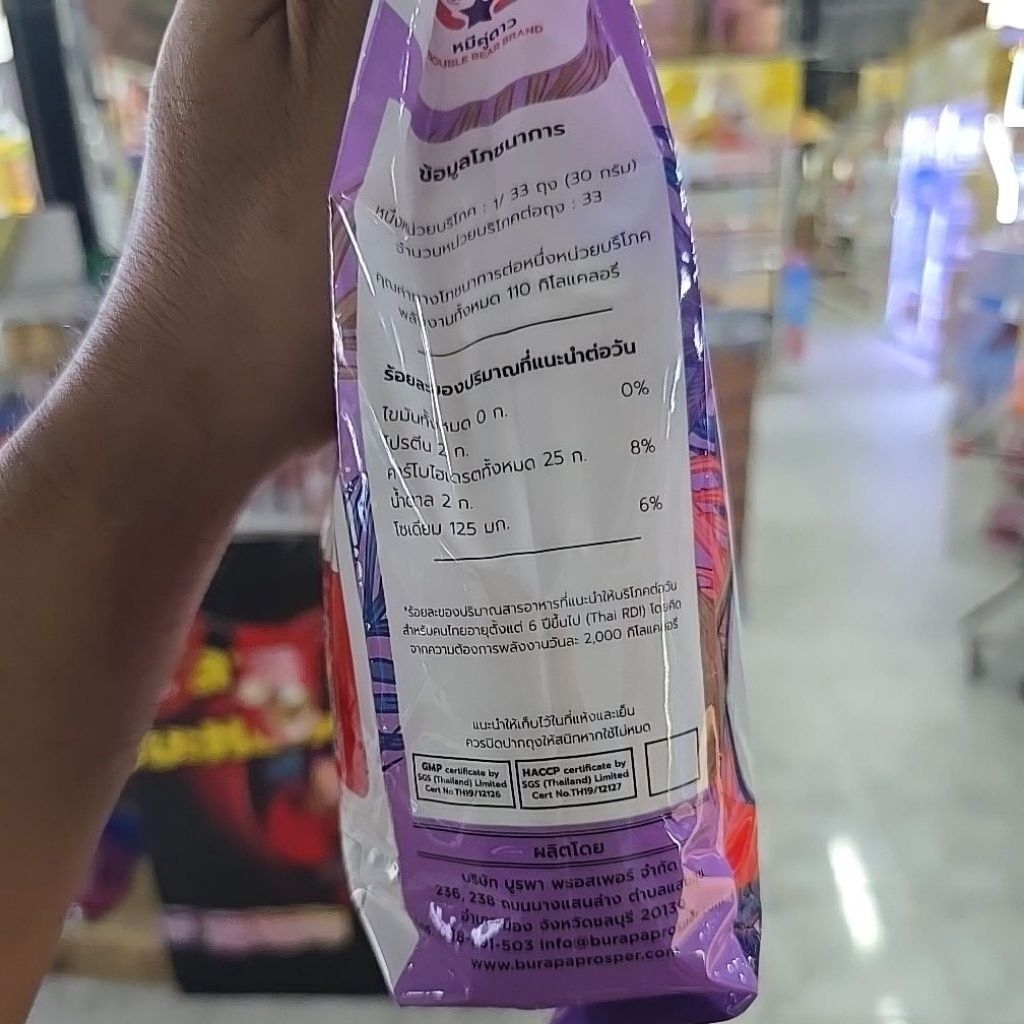 หมีคู่ดาว
DOUBLE BEAR BRAND
ข้อมูลโภชนาการ
หนึ่งหน่วยบริโภค : 1/ 33 ถุง (30 กรัม)
จำนวนหน่วยบริโภคต่อถุง : 33
คุณค่าทางโภชนาการต่อหนึ่งหน่วยบริโภค
พลังงานทั้งหมด 110 กิโลแคลอรี
ร้อยละของปริมาณที่แนะนำต่อวัน
ไขมันทั้งหมด 0 ก. 0%
โปรตีน 2 ก.
คาร์โบไฮเดรตทั้งหมด 25 ก. 8%
น้ำตาล 2 ก.
โซเดียม 125 มก. 6%
*ร้อยละของปริมาณสารอาหารที่แนะนำให้บริโภคต่อวัน
สำหรับคนไทยอายุตั้งแต่ 6 ปีขึ้นไป (Thai RDI) โดยคิด
จากความต้องการพลังงานวันละ 2,000 กิโลแคลอรี
แนะนำให้เก็บไว้ในที่แห้งและเย็น
ควรปิดปากถุงให้สนิทหากใช้ไม่หมด
GMP certificate by
SGS (Thailand) Limited
Cert No.TH19/12126
HACCP certificate by
SGS (Thailand) Limited
Cert No.TH19/12127
ผลิตโดย
บริษัท บูรพา พรอสเพอร์ จำกัด
236, 238 ถนนบางแสนล่าง ตำบลแสนสุข
อำเภอเมือง จังหวัดชลบุรี 20130
info@burapapro
www.burapaprosper.com